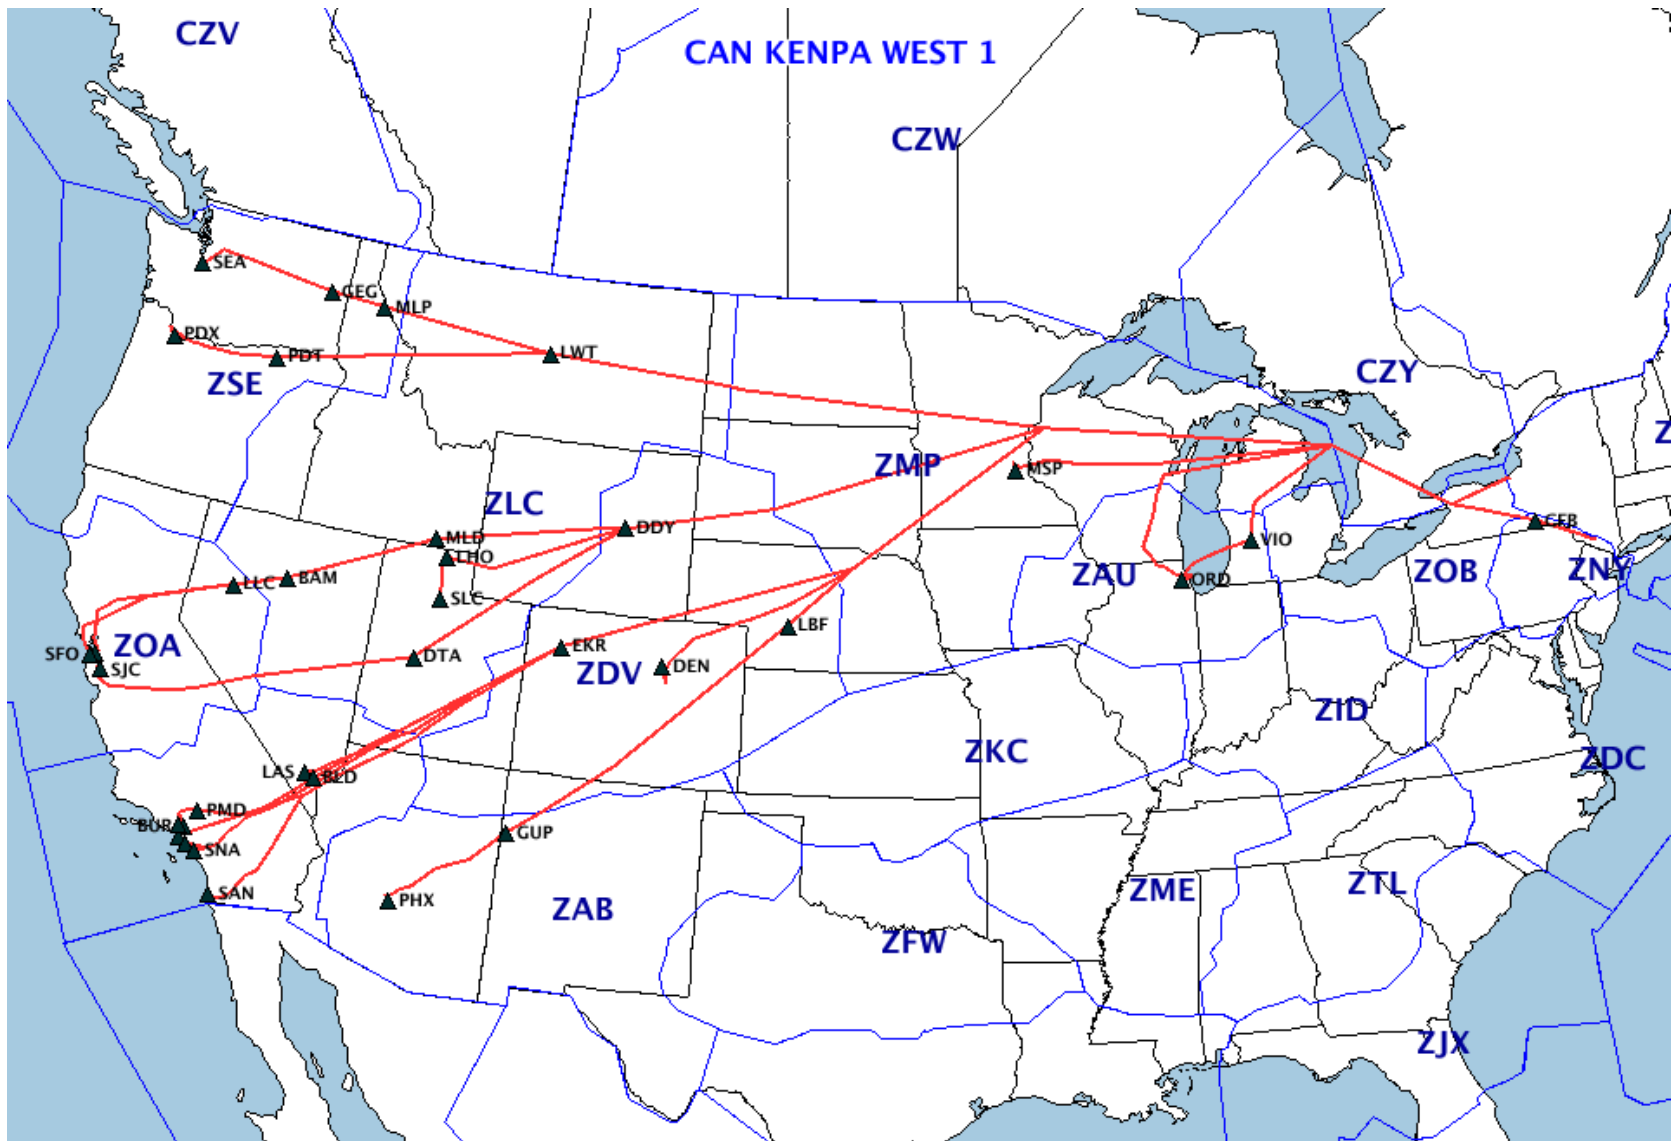 CZV
CAN KENPA WEST 1
CZW
SEA
GEG
MLP
PDX
PDT
LWT
ZSE
CZY
ZMP
MSP
ZLC
GFR
DDY
MLD
LHO
VIO
ZAU
ORD
ZOB
ZNY
LLC
BAM
SLC
LBF
SFO
ZOA
SJC
DTA
EKR
ZDV
DEN
ZID
ZKC
ZDC
LAS
BLD
PMD
BUR
GUP
SNA
ZME
ZTL
SAN
PHX
ZAB
ZFW
ZJX
Z